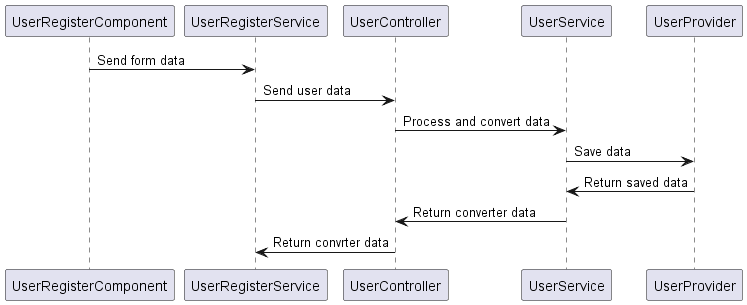 UserRegisterComponent UserRegisterService UserController UserService UserProvider
Send form data
Send user data
Process and convert data
Save data
Return saved data
Return converter data
Return convrter data
UserRegisterComponent UserRegisterService UserController UserService UserProvider